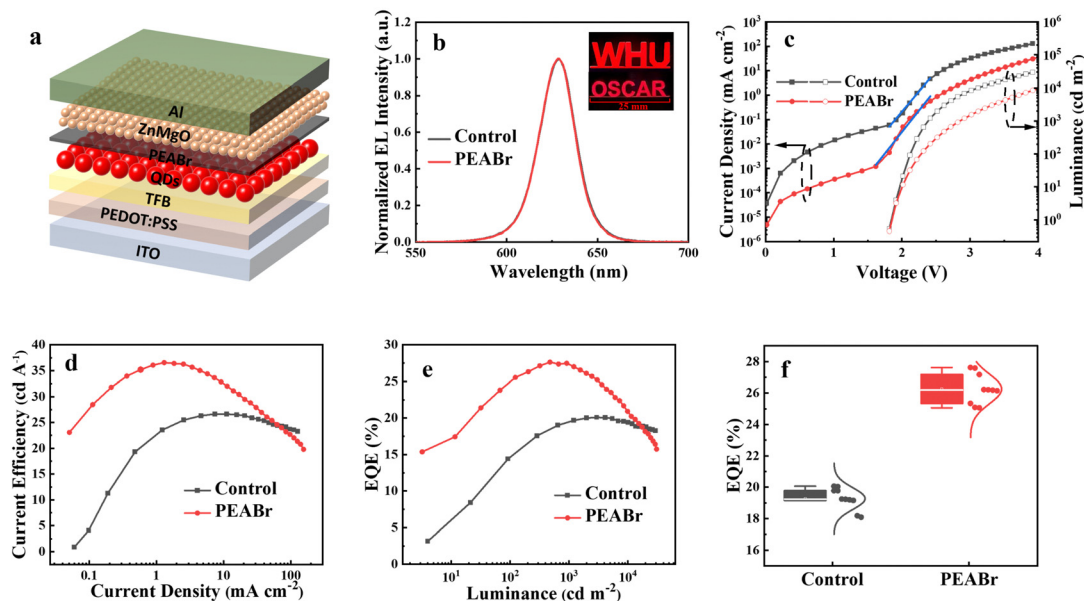 a
Al
ZnMgO
PEABr
QDs
TFB
PEDOT:PSS
ITO
b
Normalized EL Intensity (a.u.)
1.0
0.8
0.6
0.4
0.2
0.0
Control
PEABr
WHU
OSCAR
25 mm
550
600
650
700
Wavelength (nm)
c
Current Density (mA cm⁻²)
10³
10²
10¹
10⁰
10⁻¹
10⁻²
10⁻³
10⁻⁴
10⁻⁵
10⁻⁶
Control
PEABr
10⁶
10⁵
10⁴
10³
10²
10¹
10⁰
10⁻¹
Luminance (cd m⁻²)
0
1
2
3
4
Voltage (V)
d
Current Efficiency (cd A⁻¹)
40
35
30
25
20
15
10
5
0
Control
PEABr
0.1
1
10
100
Current Density (mA cm⁻²)
e
EQE (%)
30
25
20
15
10
5
0
Control
PEABr
10¹
10²
10³
10⁴
Luminance (cd m⁻²)
f
EQE (%)
28
26
24
22
20
18
16
Control
PEABr